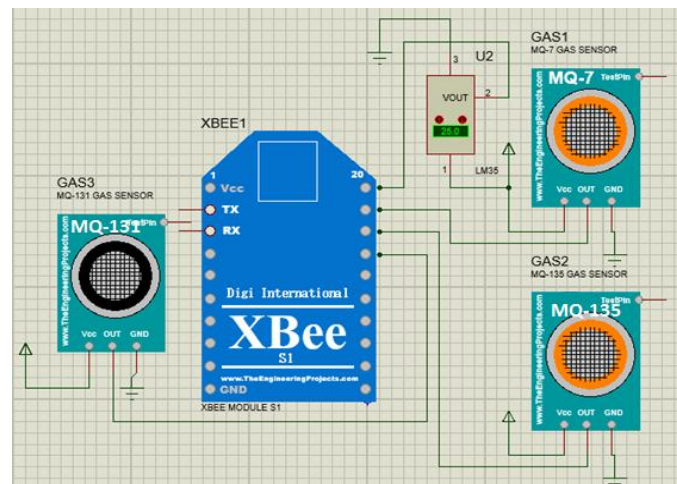 GAS1
MQ-7 GAS SENSOR
MQ-7
TestPin
www.TheEngineeringProjects.com
Vcc OUT GND
U2
3
VOUT
2
25.0
1
LM35
XBEE1
1
20
Vcc
TX
RX
Digi International
XBee
S1
www.TheEngineeringProjects.com
GND
XBEE MODULE S1
GAS3
MQ-131 GAS SENSOR
MQ-131
TestPin
www.TheEngineeringProjects.com
Vcc OUT GND
GAS2
MQ-135 GAS SENSOR
MQ-135
TestPin
www.TheEngineeringProjects.com
Vcc OUT GND